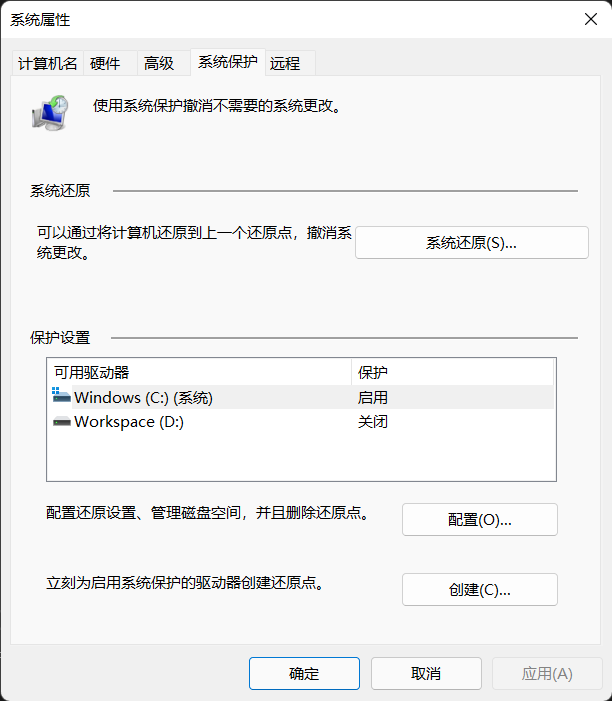 系统属性
计算机名 硬件 高级 系统保护 远程
使用系统保护撤消不需要的系统更改。
系统还原
可以通过将计算机还原到上一个还原点，撤消系
统更改。
系统还原(S)...
保护设置
可用驱动器 保护
Windows (C:) (系统) 启用
Workspace (D:) 关闭
配置还原设置、管理磁盘空间，并且删除还原点。
配置(O)...
立刻为启用系统保护的驱动器创建还原点。
创建(C)...
确定 取消 应用(A)